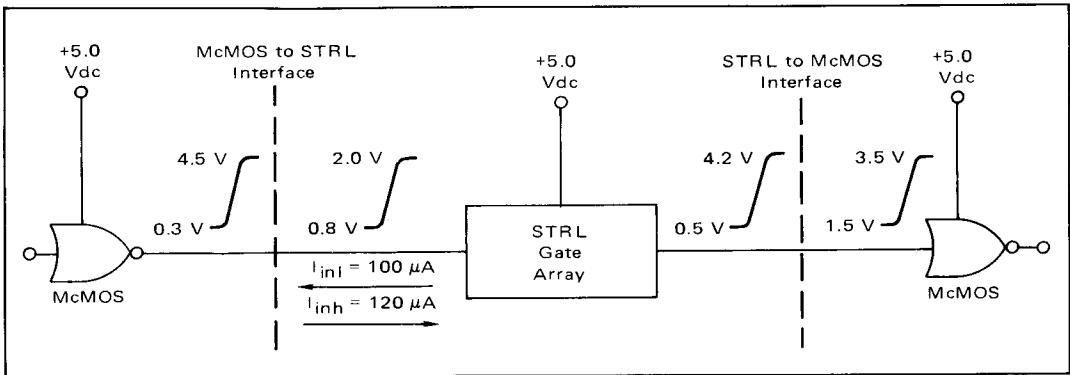 +5.0
Vdc
McMOS to STRL
Interface
+5.0
Vdc
STRL to McMOS
Interface
+5.0
Vdc
4.5 V
0.3 V
2.0 V
0.8 V
4.2 V
0.5 V
3.5 V
1.5 V
McMOS
I inl = 100 μA
I inh = 120 μA
STRL
Gate
Array
McMOS